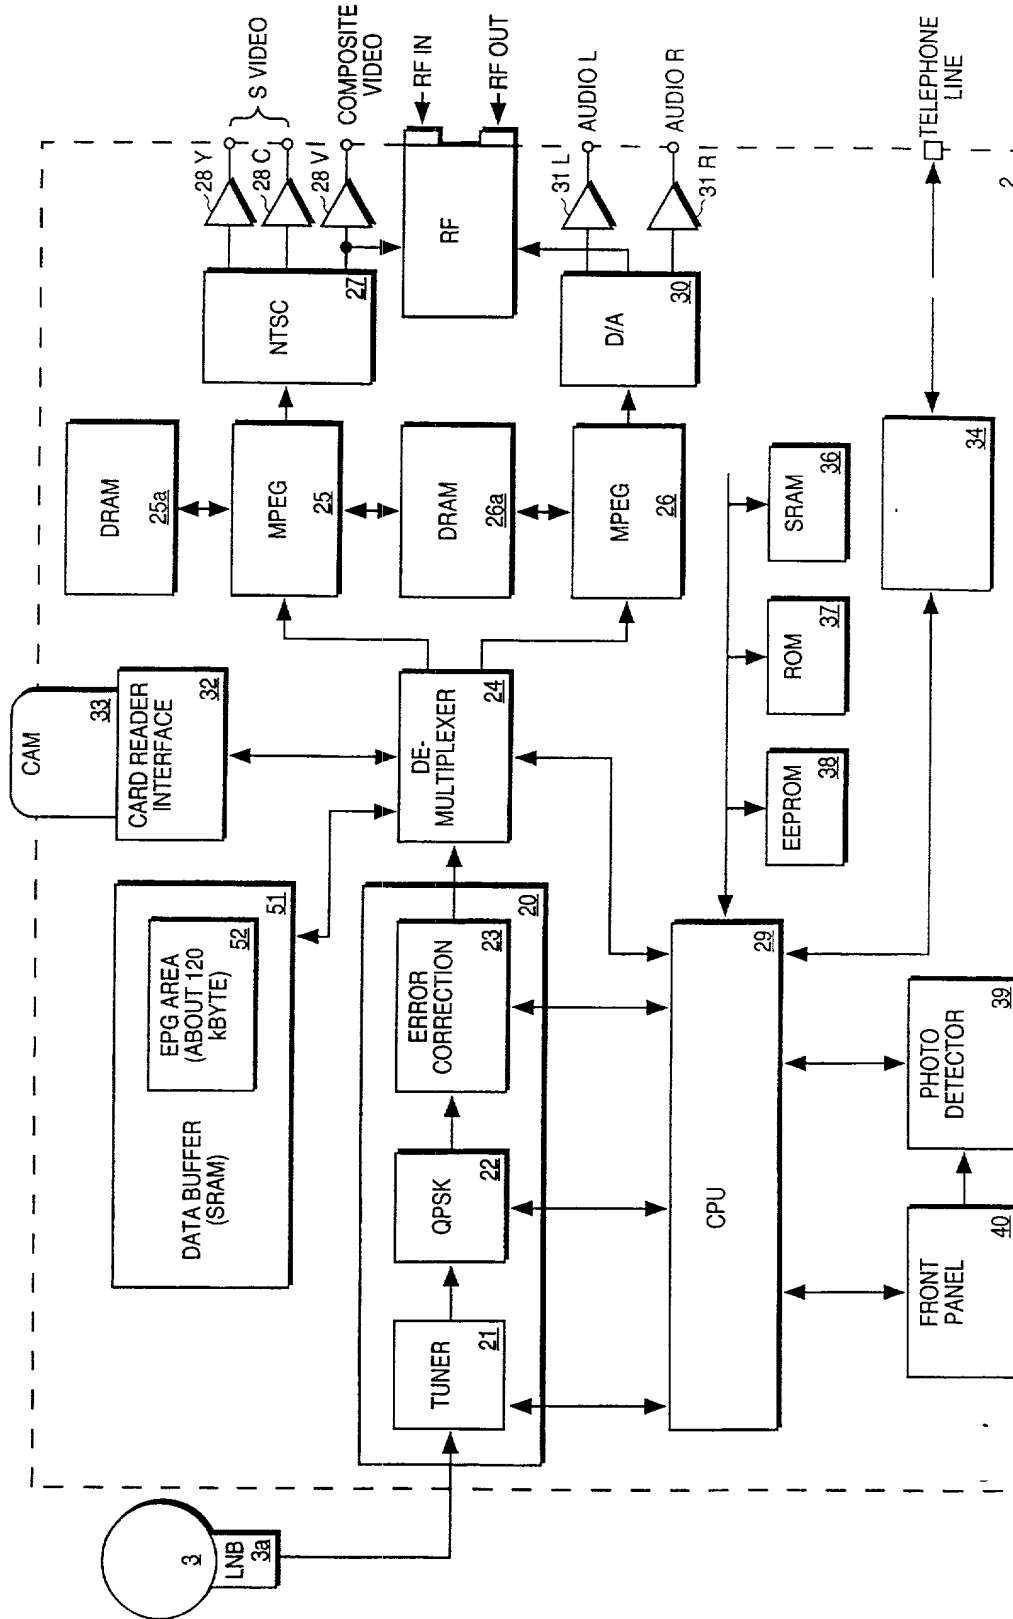 3
LNB
3a
DATA BUFFER
(SRAM)
EPG AREA
(ABOUT 120
kBYTE)
52
51
CAM
33
CARD READER
INTERFACE
32
DRAM
25a
MPEG
25
DRAM
26a
MPEG
26
NTSC
27
28 Y
28 C
28 V
S VIDEO
COMPOSITE
VIDEO
RF
RF IN
RF OUT
D/A
30
31 L
31 R
AUDIO L
AUDIO R
TUNER
21
QPSK
22
ERROR
CORRECTION
23
20
DE-
MULTIPLEXER
24
CPU
29
EEPROM
38
ROM
37
SRAM
36
34
TELEPHONE
LINE
2
FRONT
PANEL
40
PHOTO
DETECTOR
39